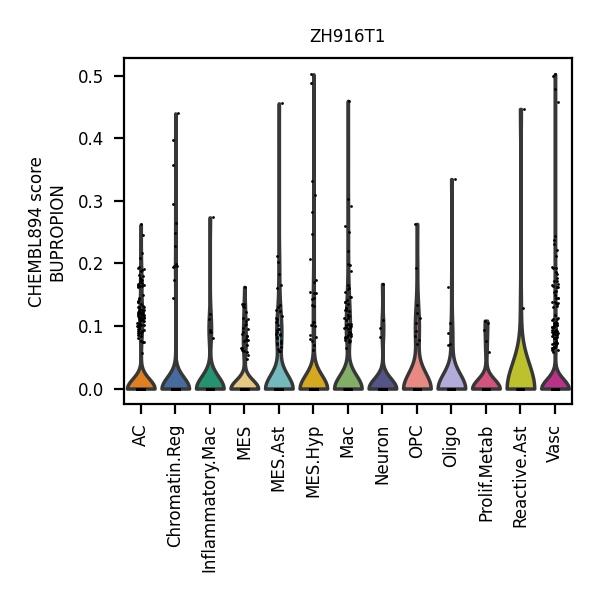 ZH916T1
CHEMBL894 score
BUPROPION
0.5
0.4
0.3
0.2
0.1
0.0
AC
Chromatin.Reg
Inflammatory.Mac
MES
MES.Ast
MES.Hyp
Mac
Neuron
OPC
Oligo
Prolif.Metab
Reactive.Ast
Vasc